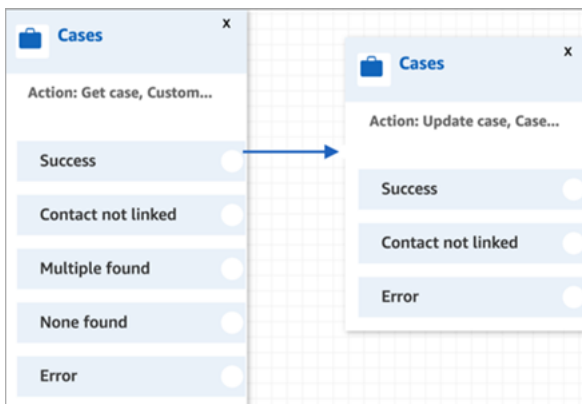 Cases
x
Action: Get case, Custom...
Success
Contact not linked
Multiple found
None found
Error
Cases
x
Action: Update case, Case...
Success
Contact not linked
Error